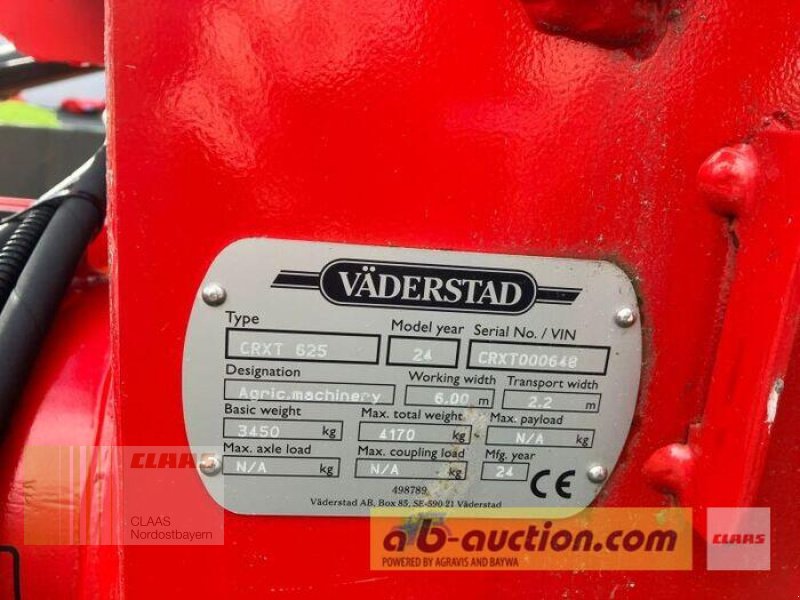 VÄDERSTAD
Type Model year Serial No. / VIN
CRXT 625 24 CRXT000648
Designation Working width Transport width
Agric.machinery 6.00 m 2.2 m
Basic weight Max. total weight Max. payload
3450 kg 4170 kg N/A kg
Max. axle load Max. coupling load Mfg. year
N/A kg N/A kg 24 CE
498789
Väderstad AB, Box 85, SE-590 21 Väderstad
CLAAS
CLAAS
Nordostbayern
ab-auction.com
POWERED BY AGRAVIS AND BAYWA
CLAAS